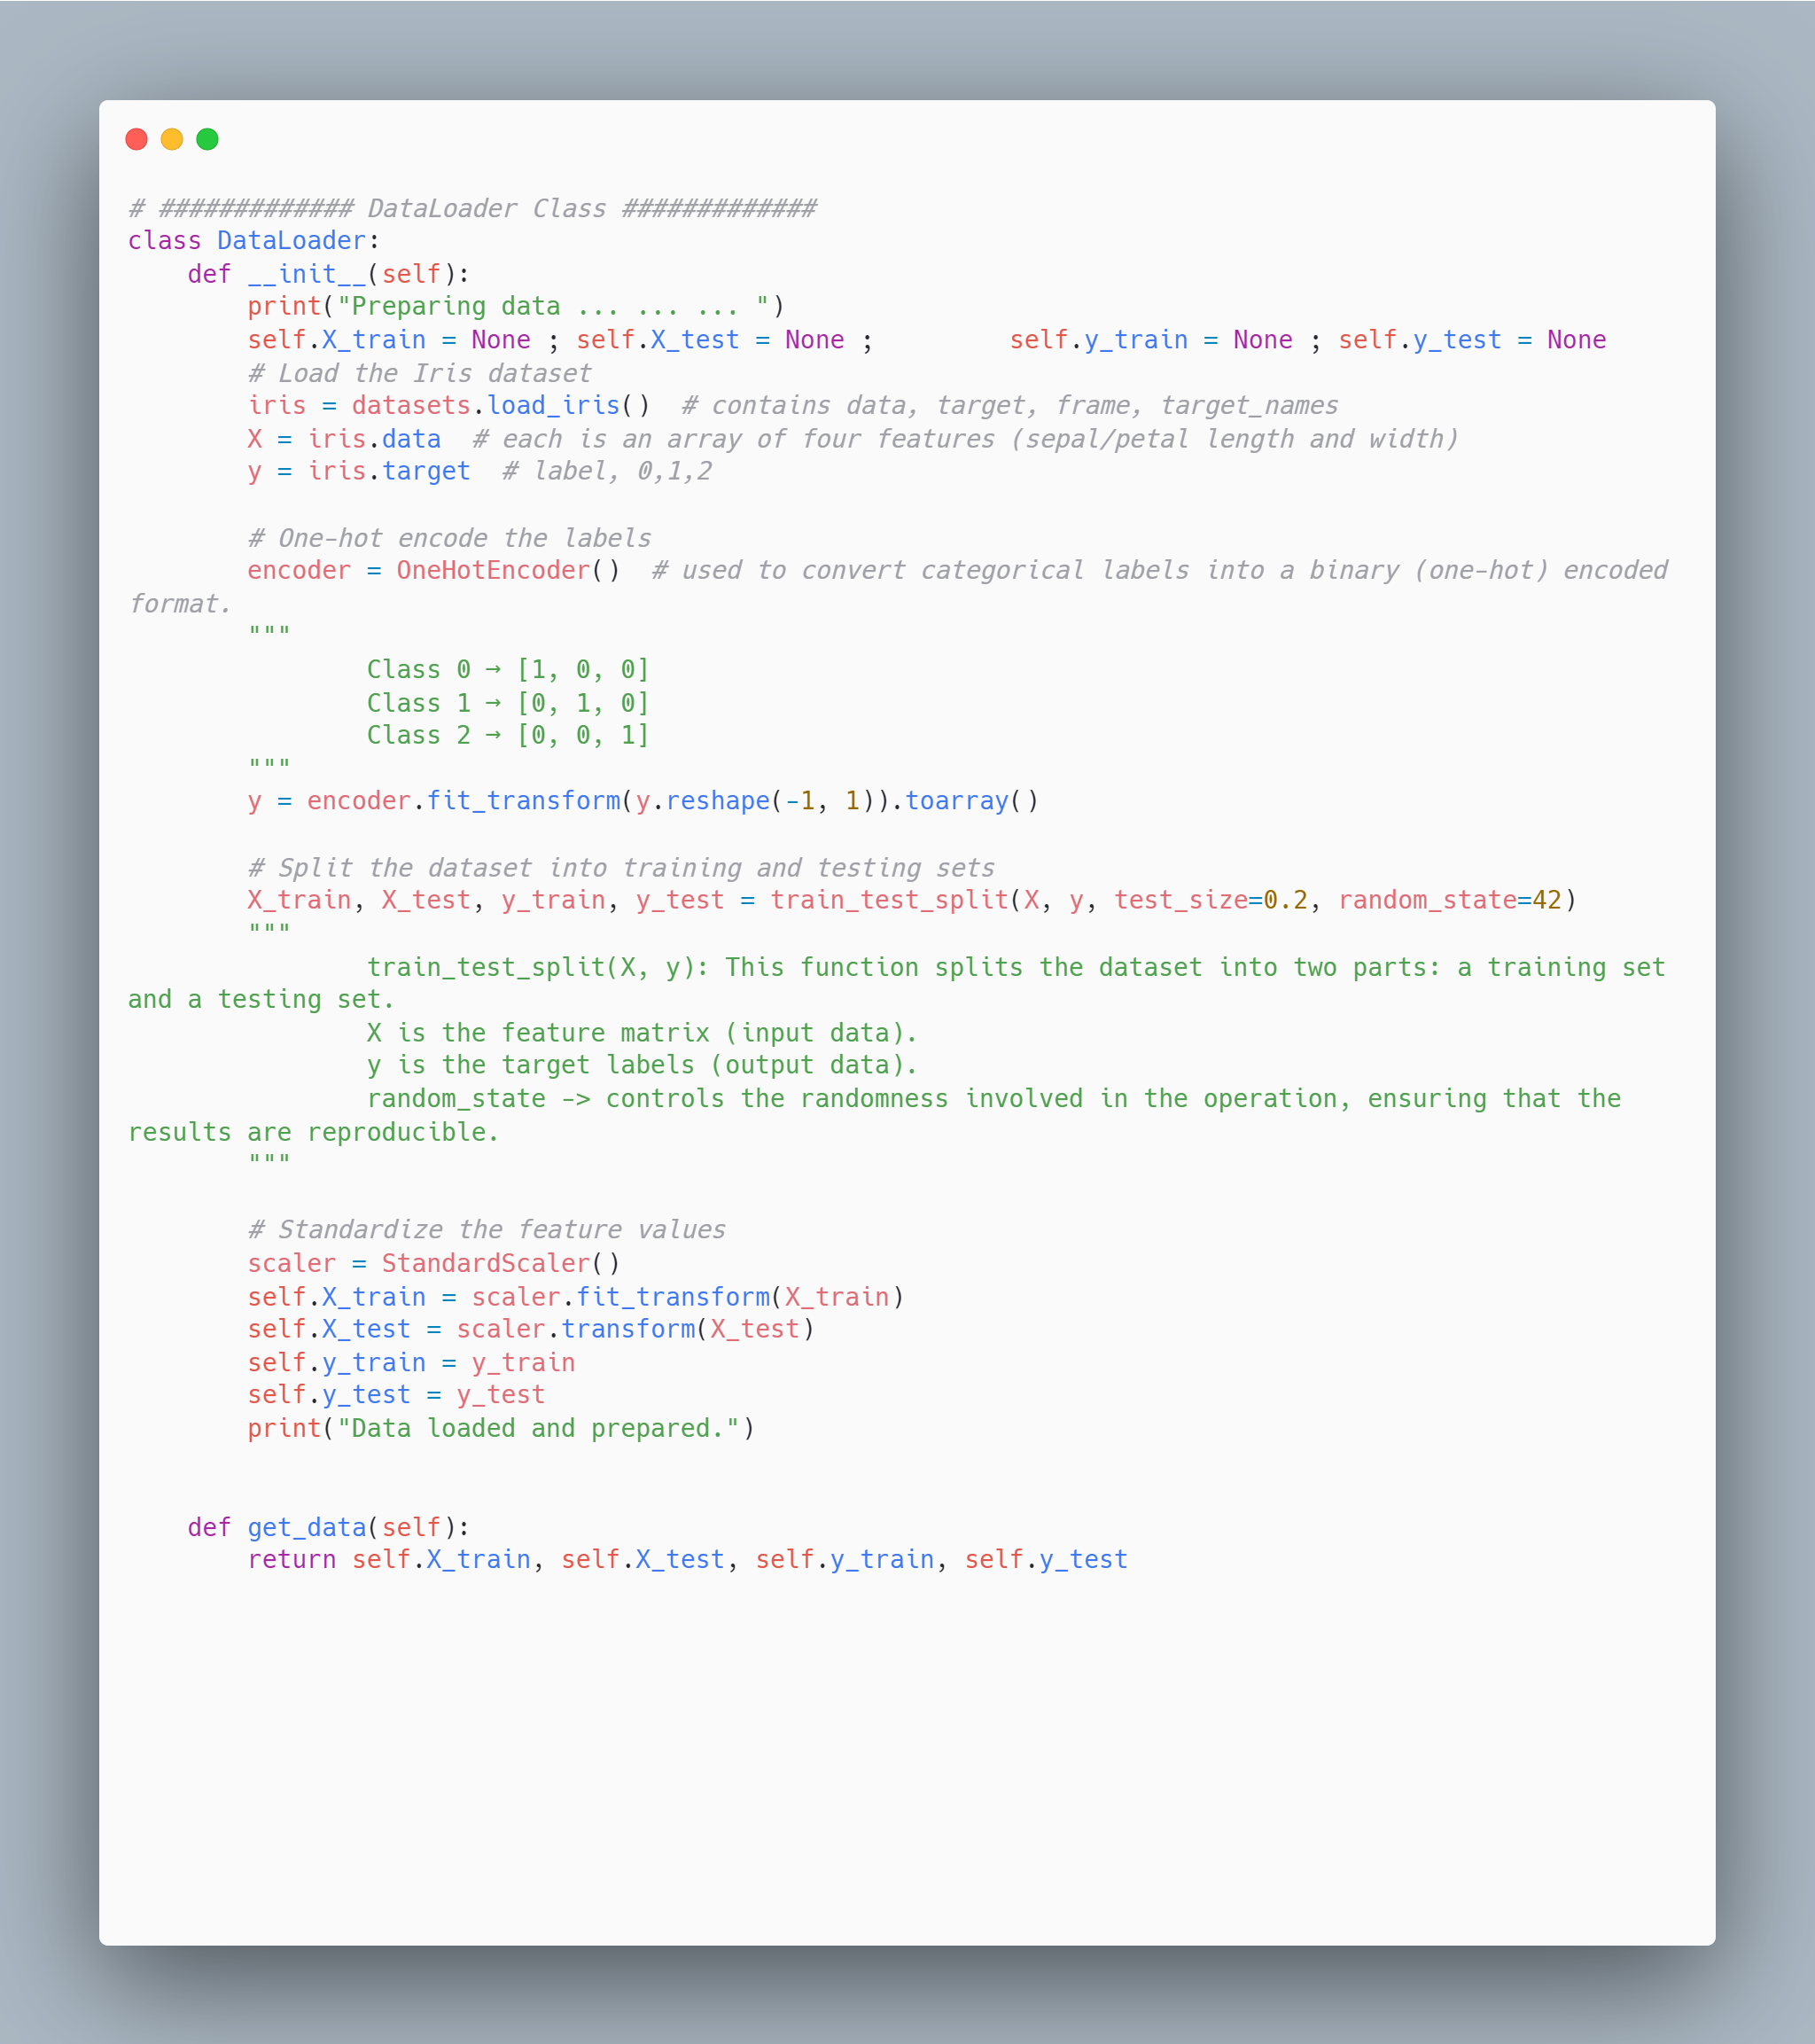 # ############# DataLoader Class #############
class DataLoader:
    def __init__(self):
        print("Preparing data ... ... ... ")
        self.X_train = None ; self.X_test = None ;         self.y_train = None ; self.y_test = None
        # Load the Iris dataset
        iris = datasets.load_iris()  # contains data, target, frame, target_names
        X = iris.data  # each is an array of four features (sepal/petal length and width)
        y = iris.target  # label, 0,1,2

        # One-hot encode the labels
        encoder = OneHotEncoder()  # used to convert categorical labels into a binary (one-hot) encoded
format.
        """
                Class 0 → [1, 0, 0]
                Class 1 → [0, 1, 0]
                Class 2 → [0, 0, 1]
        """
        y = encoder.fit_transform(y.reshape(-1, 1)).toarray()

        # Split the dataset into training and testing sets
        X_train, X_test, y_train, y_test = train_test_split(X, y, test_size=0.2, random_state=42)
        """
                train_test_split(X, y): This function splits the dataset into two parts: a training set
and a testing set.
                X is the feature matrix (input data).
                y is the target labels (output data).
                random_state -> controls the randomness involved in the operation, ensuring that the
results are reproducible.
        """

        # Standardize the feature values
        scaler = StandardScaler()
        self.X_train = scaler.fit_transform(X_train)
        self.X_test = scaler.transform(X_test)
        self.y_train = y_train
        self.y_test = y_test
        print("Data loaded and prepared.")


    def get_data(self):
        return self.X_train, self.X_test, self.y_train, self.y_test